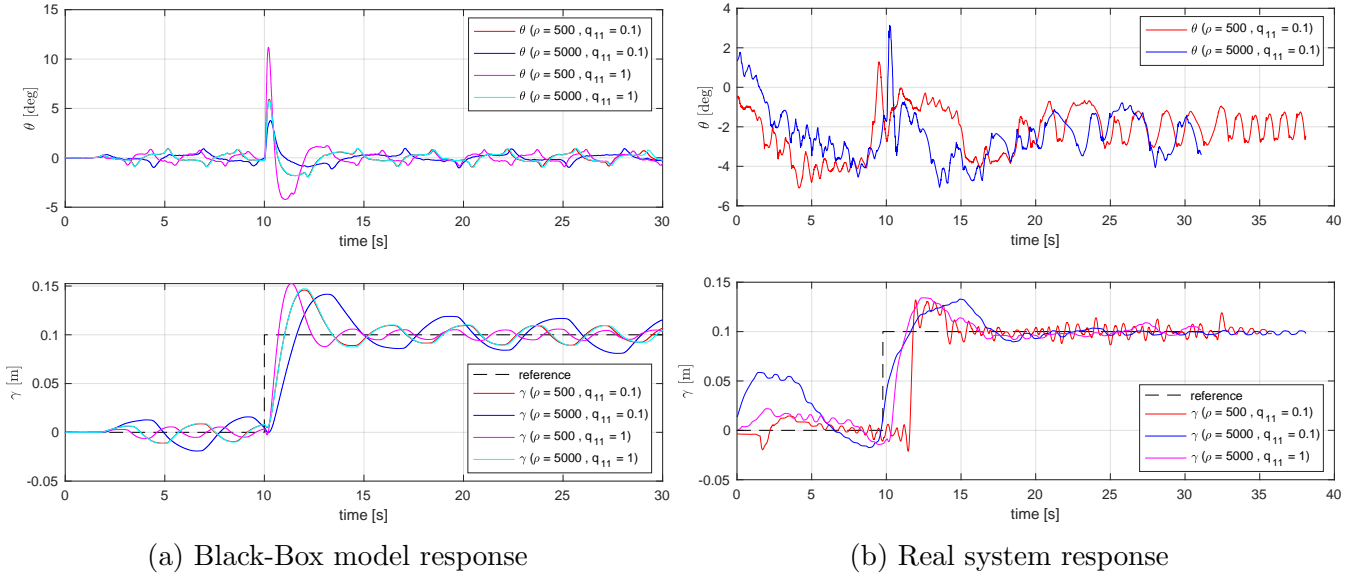 15
10
5
0
-5
θ [deg]
0 5 10 15 20 25 30
time [s]
θ (ρ = 500 , q11 = 0.1)
θ (ρ = 5000 , q11 = 0.1)
θ (ρ = 500 , q11 = 1)
θ (ρ = 5000 , q11 = 1)
0.15
0.1
0.05
0
-0.05
γ [m]
0 5 10 15 20 25 30
time [s]
reference
γ (ρ = 500 , q11 = 0.1)
γ (ρ = 5000 , q11 = 0.1)
γ (ρ = 500 , q11 = 1)
γ (ρ = 5000 , q11 = 1)
(a) Black-Box model response
4
2
0
-2
-4
-6
θ [deg]
0 5 10 15 20 25 30 35 40
time [s]
θ (ρ = 500 , q11 = 0.1)
θ (ρ = 5000 , q11 = 0.1)
0.15
0.1
0.05
0
-0.05
γ [m]
0 5 10 15 20 25 30 35 40
time [s]
reference
γ (ρ = 500 , q11 = 0.1)
γ (ρ = 5000 , q11 = 0.1)
γ (ρ = 5000 , q11 = 1)
(b) Real system response